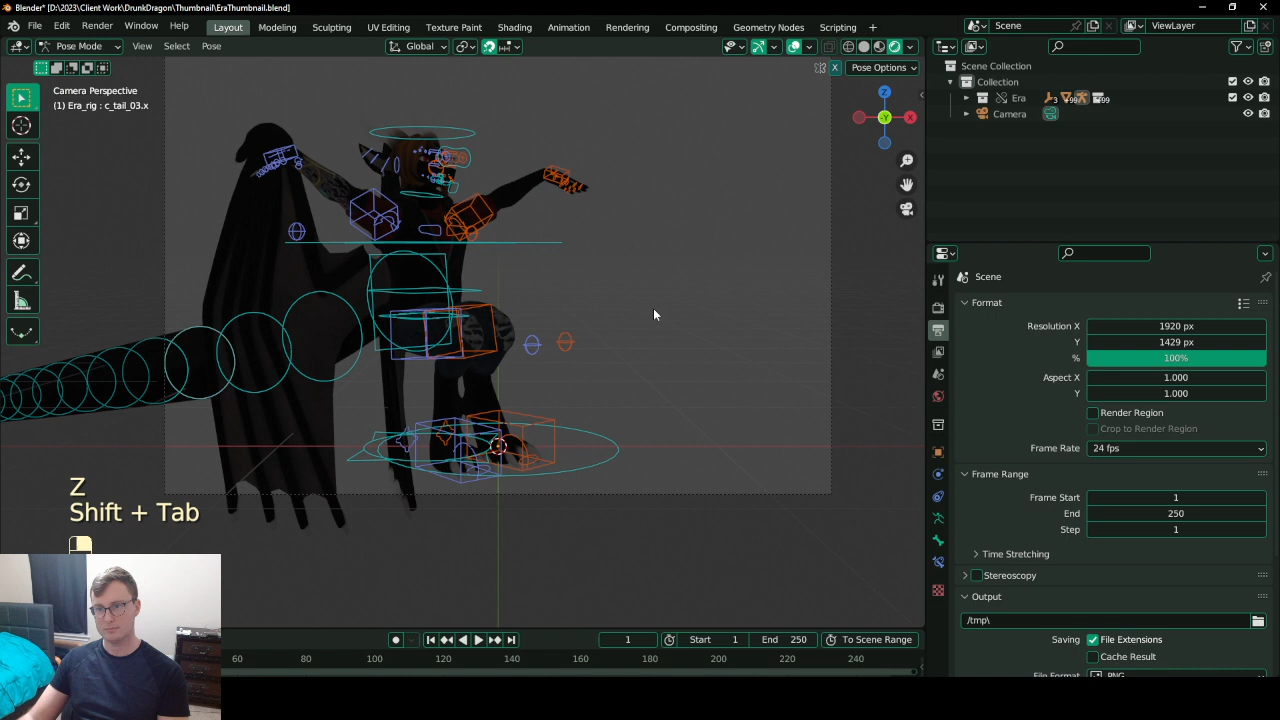 Blender* [D:\2023\Client Work\DrunkDragon\Thumbnail\EraThumbnail.blend]
File Edit Render Window Help Layout Modeling Sculpting UV Editing Texture Paint Shading Animation Rendering Compositing Geometry Nodes Scripting + Scene ViewLayer
Pose Mode View Select Pose Global
X Pose Options
Camera Perspective
(1) Era_rig : c_tail_03.x
Z
X
-Y
Scene Collection
Collection
Era 3 +99 99
Camera
Scene
Format
Resolution X 1920 px
Y 1429 px
% 100%
Aspect X 1.000
Y 1.000
Render Region
Crop to Render Region
Frame Rate 24 fps
Frame Range
Frame Start 1
End 250
Step 1
Time Stretching
Stereoscopy
Output
/tmp\
Saving File Extensions
Cache Result
Z
Shift + Tab
1 Start 1 End 250 To Scene Range
60 80 100 120 140 160 180 200 220 240